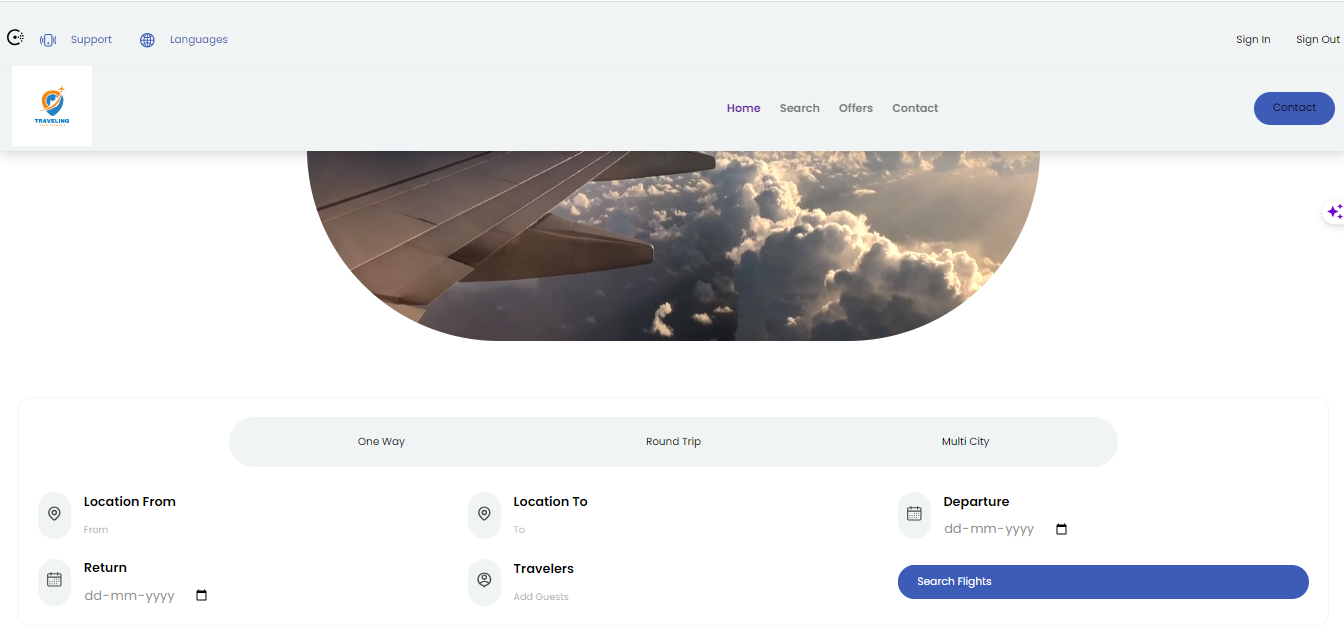 Support Languages Sign In Sign Out
TRAVELING
Home Search Offers Contact Contact
One Way Round Trip Multi City
Location From Location To Departure
From To dd-mm-yyyy
Return Travelers
dd-mm-yyyy Add Guests Search Flights